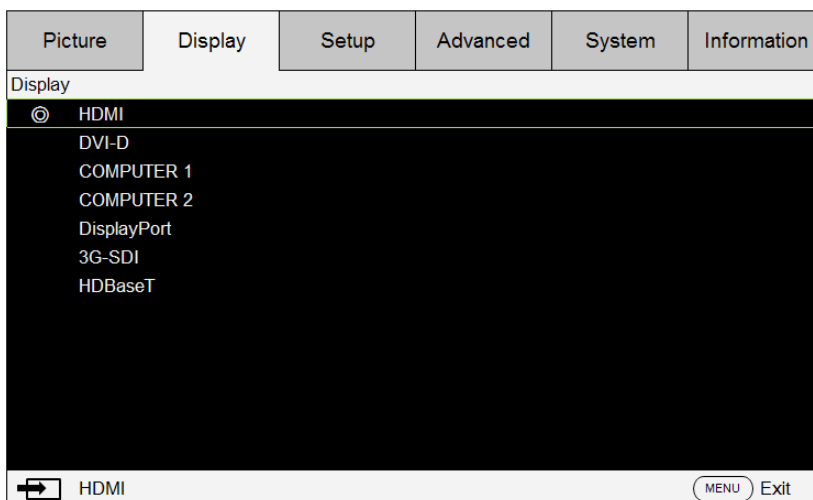 Picture Display Setup Advanced System Information
Display
HDMI
DVI-D
COMPUTER 1
COMPUTER 2
DisplayPort
3G-SDI
HDBaseT
HDMI MENU Exit